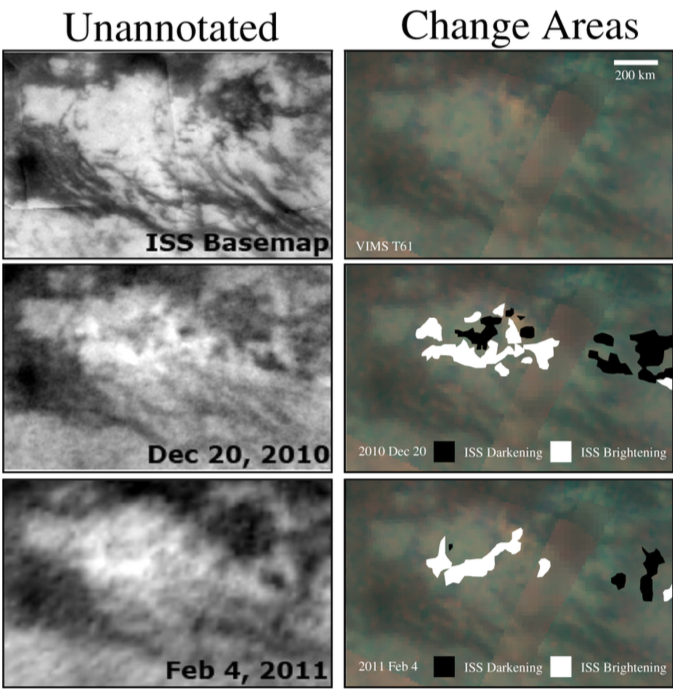 Unannotated
Change Areas
ISS Basemap
200 km
VIMS T61
Dec 20, 2010
2010 Dec 20 ISS Darkening ISS Brightening
Feb 4, 2011
2011 Feb 4 ISS Darkening ISS Brightening